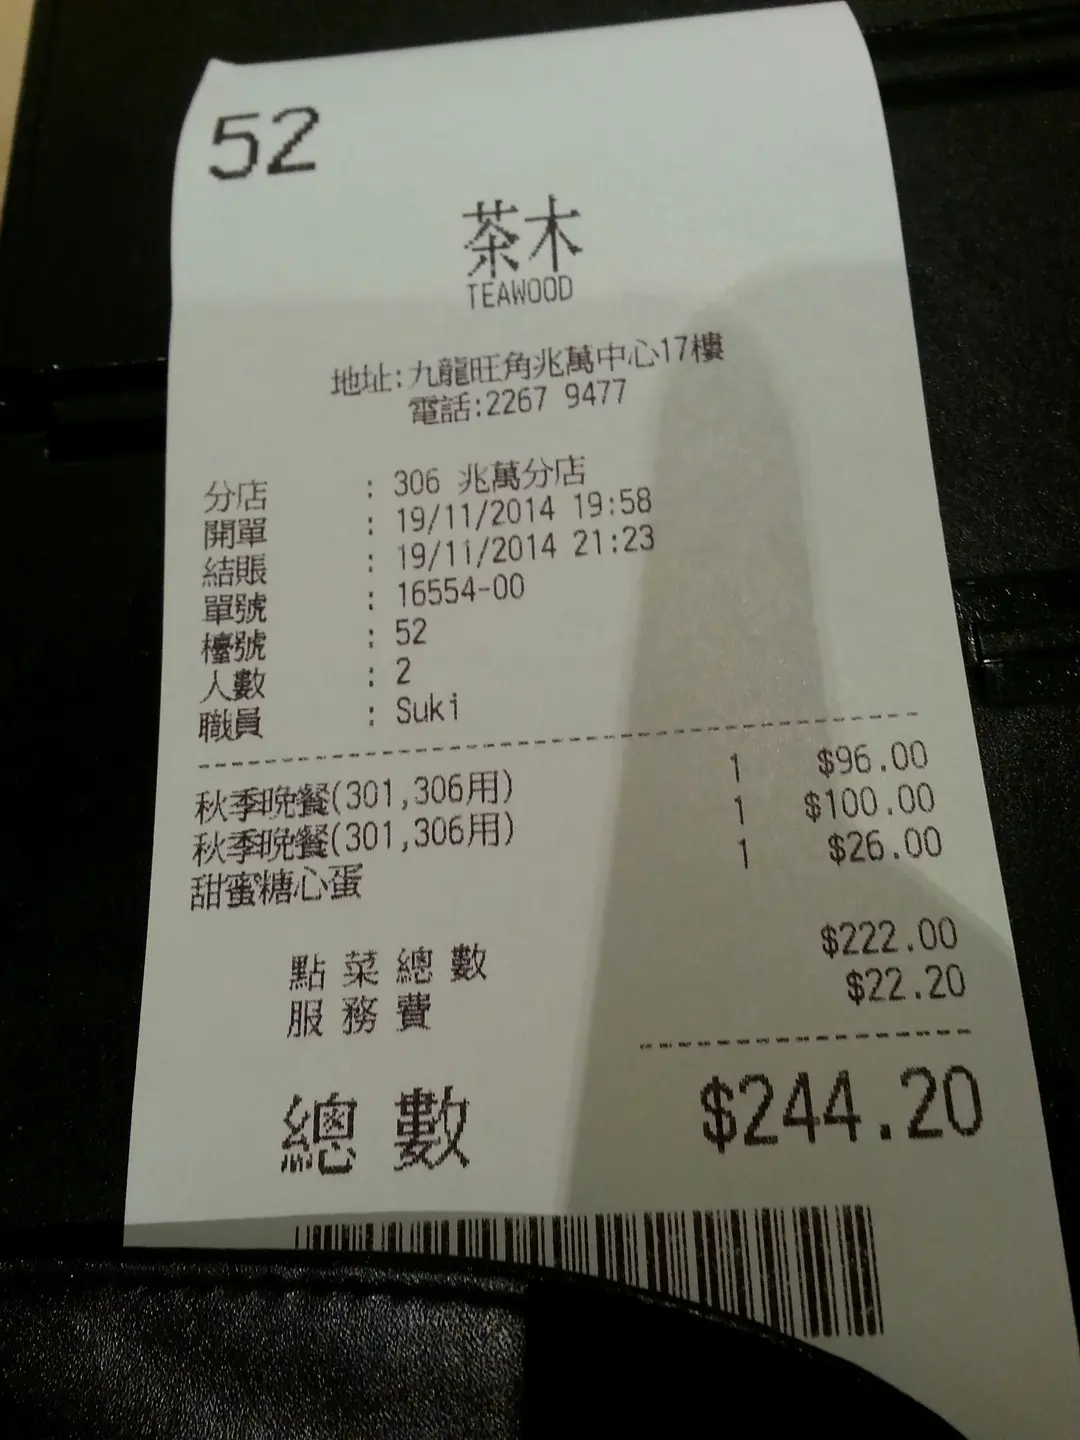 52
茶木
TEAWOOD
地址:九龍旺角兆萬中心17樓
電話:2267 9477
分店 : 306 兆萬分店
開單 : 19/11/2014 19:58
結賬 : 19/11/2014 21:23
單號 : 16554-00
檯號 : 52
人數 : 2
職員 : Suki
秋季晚餐(301,306用) 1 $96.00
秋季晚餐(301,306用) 1 $100.00
甜蜜糖心蛋 1 $26.00
點菜總數 $222.00
服務費 $22.20
總數 $244.20